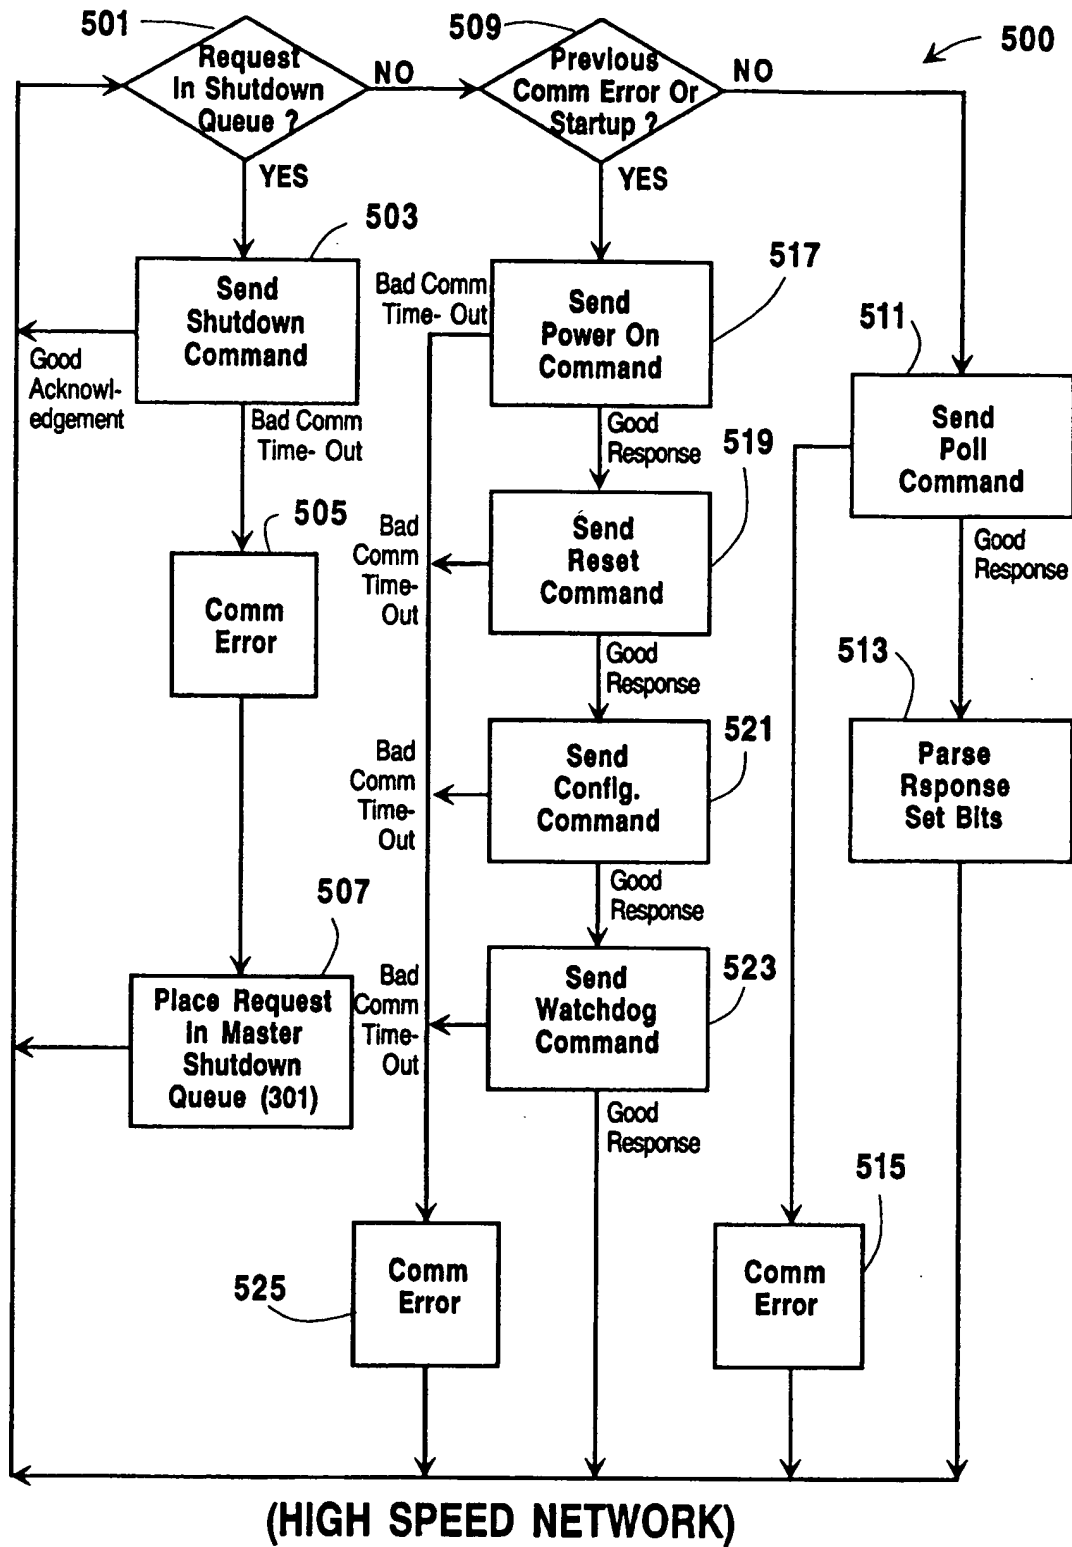 501
509
500
Request
In Shutdown
Queue ?
NO
Previous
Comm Error Or
Startup ?
NO
YES
YES
503
517
511
Send
Shutdown
Command
Bad Comm
Time- Out
Send
Power On
Command
Good
Acknowl-
edgement
Bad Comm
Time- Out
Good
Response
519
Send
Poll
Command
505
Comm
Error
Bad
Comm
Time-
Out
Send
Reset
Command
Good
Response
Good
Response
513
521
Bad
Comm
Time-
Out
Send
Config.
Command
Parse
Rsponse
Set Bits
Good
Response
507
523
Place Request
In Master
Shutdown
Queue (301)
Bad
Comm
Time-
Out
Send
Watchdog
Command
Good
Response
515
525
Comm
Error
Comm
Error
(HIGH SPEED NETWORK)